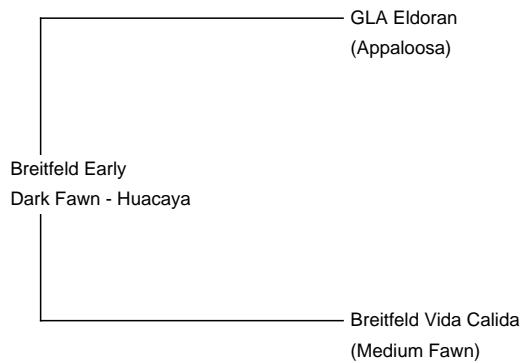 GLA Eldoran
(Appaloosa)
Breitfeld Early
Dark Fawn - Huacaya
Breitfeld Vida Calida
(Medium Fawn)